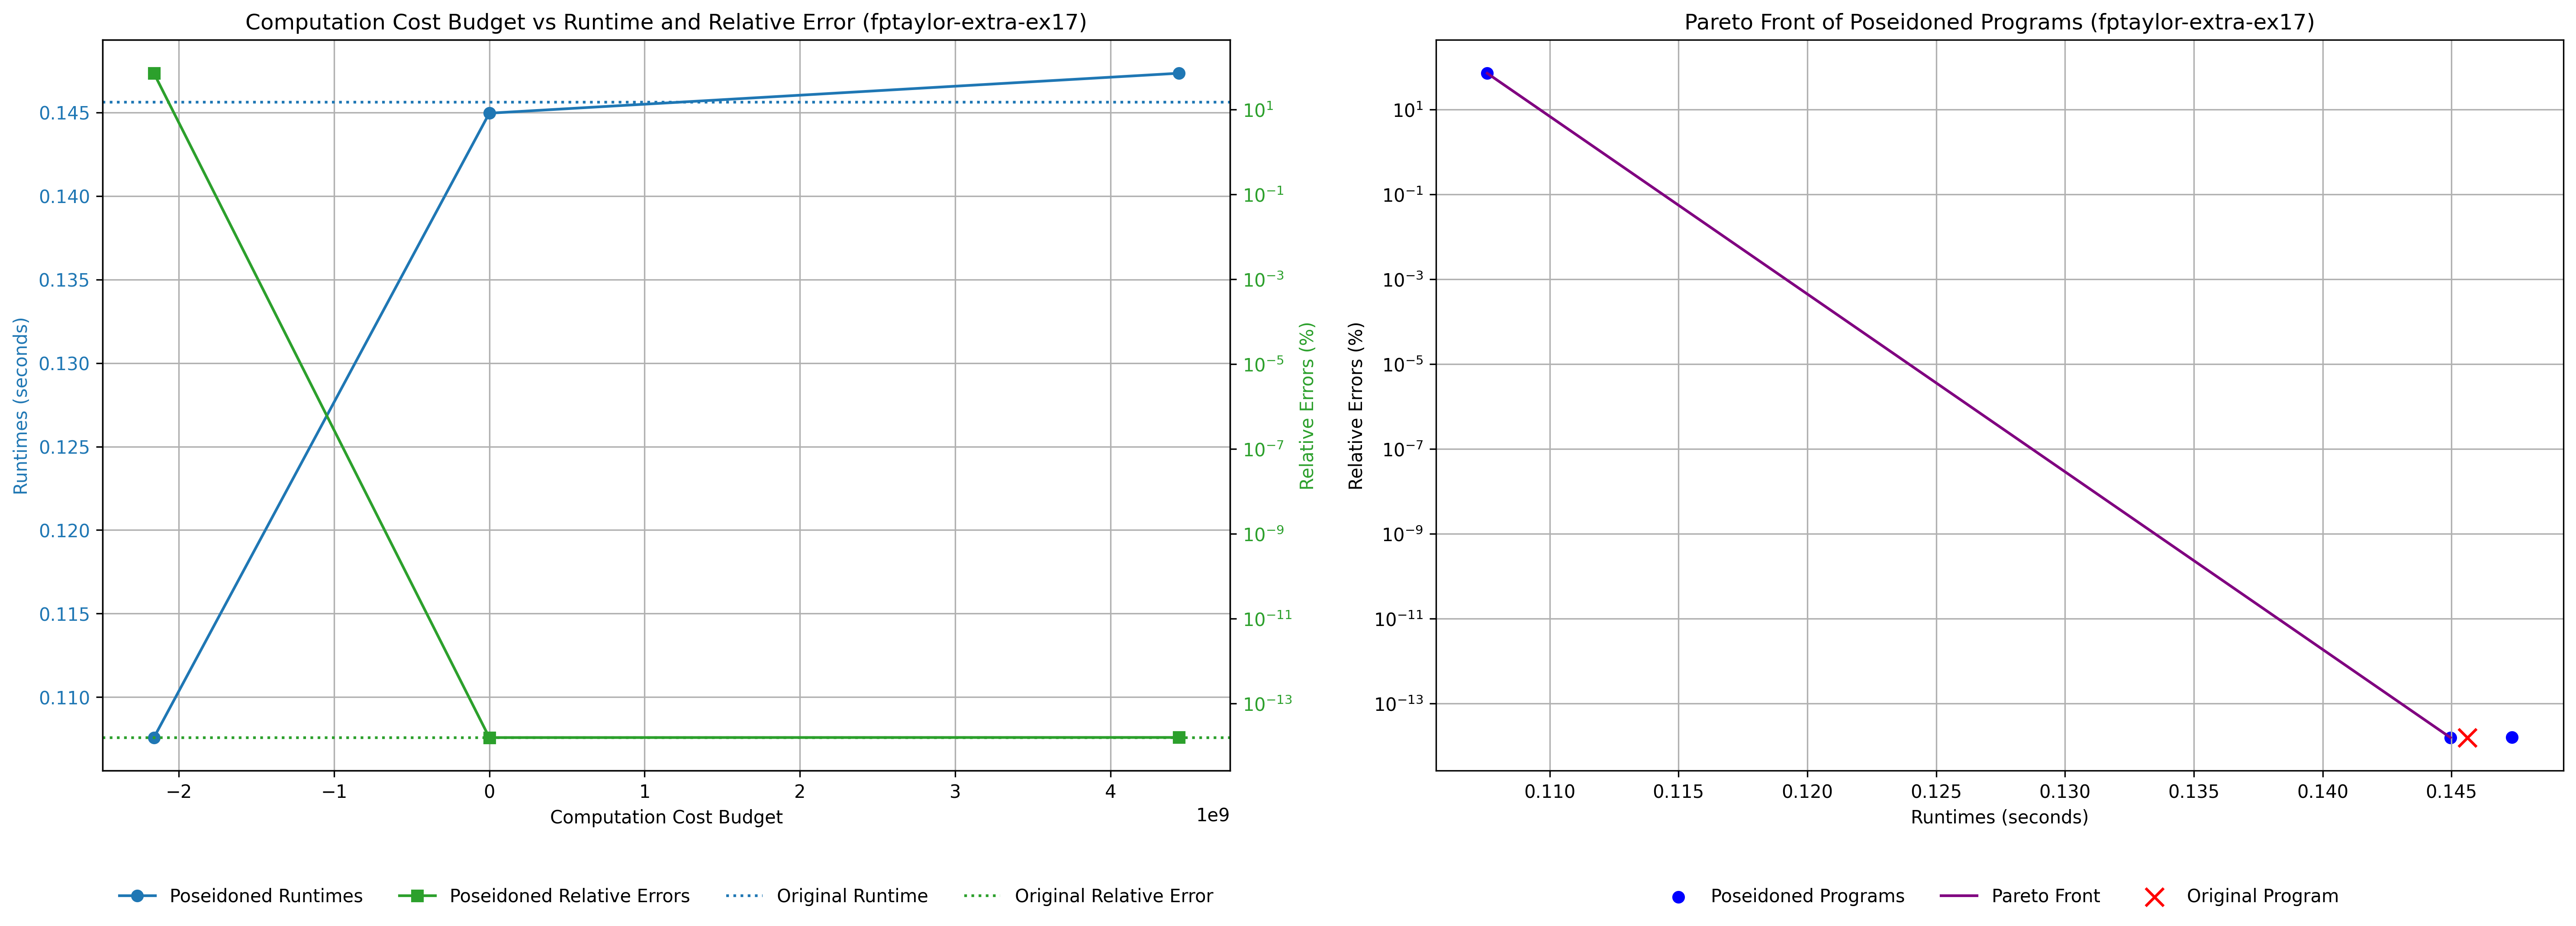 Computation Cost Budget vs Runtime and Relative Error (fptaylor-extra-ex17)
0.145
0.140
0.135
0.130
0.125
0.120
0.115
0.110
Runtimes (seconds)
10¹
10⁻¹
10⁻³
10⁻⁵
10⁻⁷
10⁻⁹
10⁻¹¹
10⁻¹³
Relative Errors (%)
−2 −1 0 1 2 3 4
1e9
Computation Cost Budget
Poseidoned Runtimes Poseidoned Relative Errors Original Runtime Original Relative Error
Pareto Front of Poseidoned Programs (fptaylor-extra-ex17)
Relative Errors (%)
10¹
10⁻¹
10⁻³
10⁻⁵
10⁻⁷
10⁻⁹
10⁻¹¹
10⁻¹³
0.110 0.115 0.120 0.125 0.130 0.135 0.140 0.145
Runtimes (seconds)
Poseidoned Programs Pareto Front Original Program